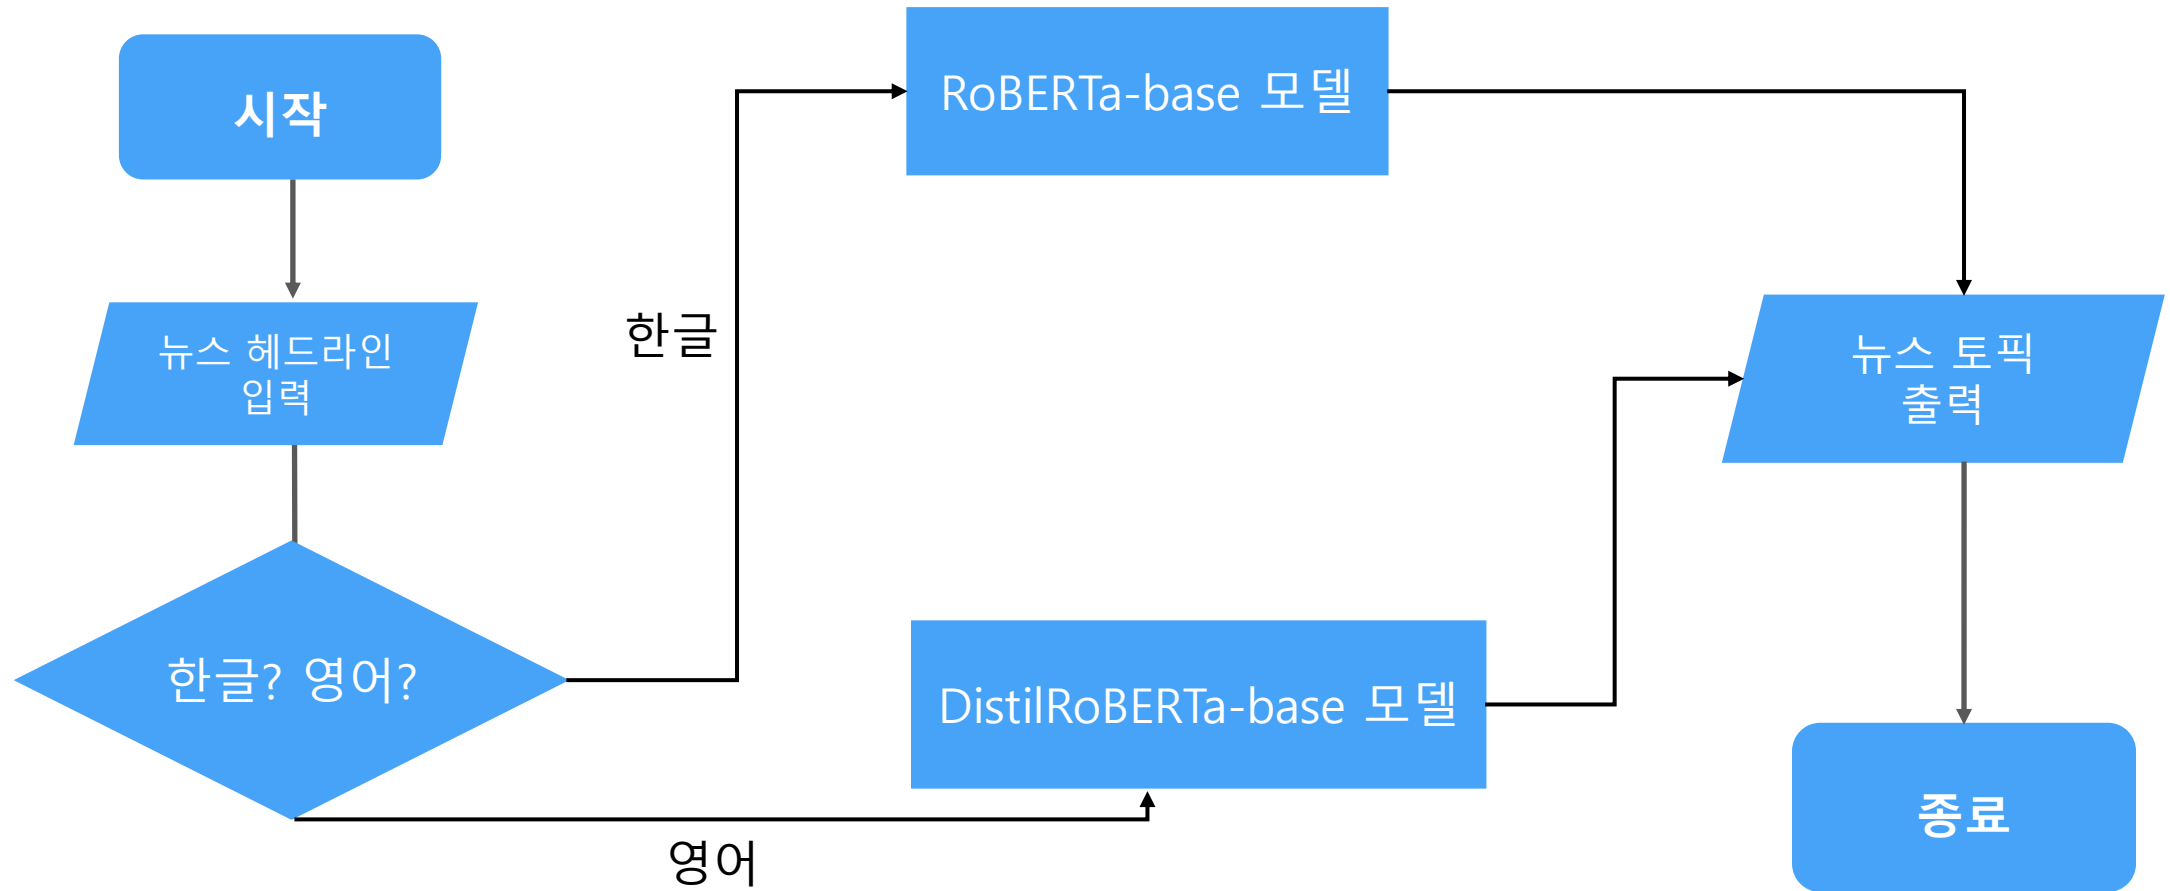 시작
뉴스 헤드라인
입력
한글? 영어?
한글
영어
RoBERTa-base 모델
DistilRoBERTa-base 모델
뉴스 토픽
출력
종료